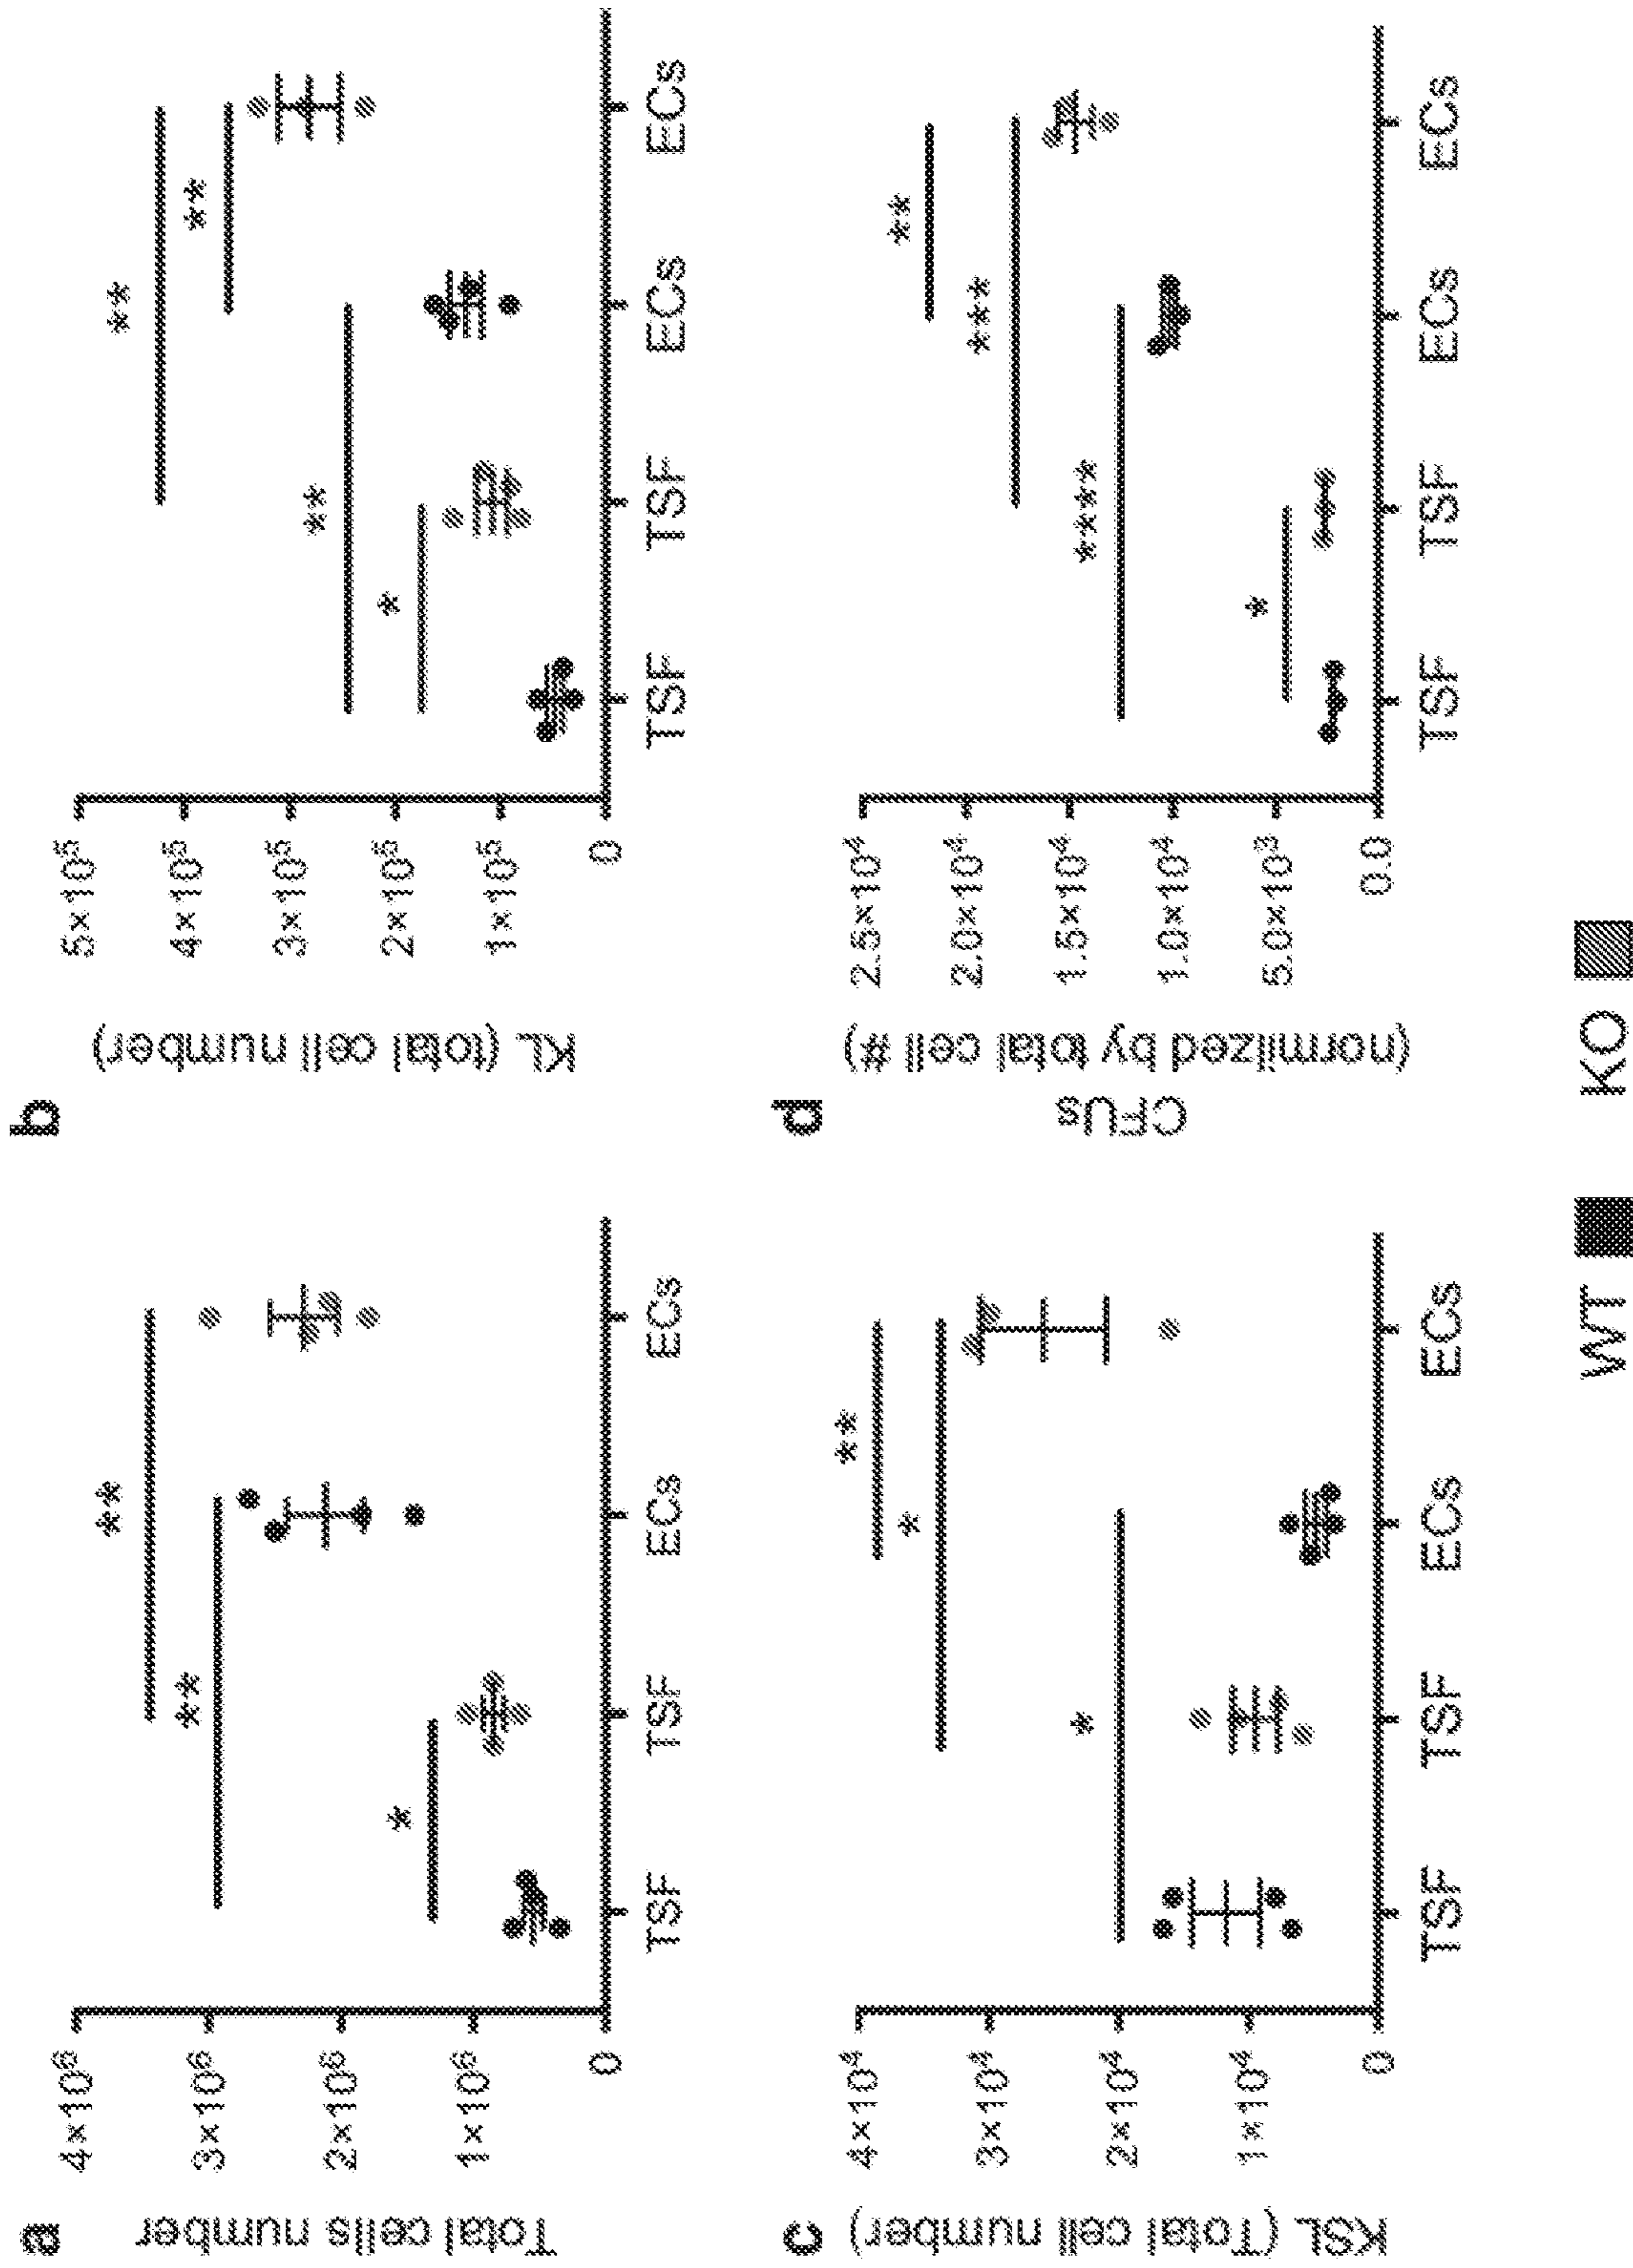 a
Total cells number
4×10⁶
3×10⁶
2×10⁶
1×10⁶
0
*
**
**
TSF
TSF
ECs
ECs
b
KL (total cell number)
5×10⁵
4×10⁵
3×10⁵
2×10⁵
1×10⁵
0
*
**
**
**
TSF
TSF
ECs
ECs
c
KSL (Total cell number)
4×10⁴
3×10⁴
2×10⁴
1×10⁴
0
*
*
**
TSF
TSF
ECs
ECs
d
CFUs
(normilzed by total cell #)
2.5×10⁴
2.0×10⁴
1.5×10⁴
1.0×10⁴
5.0×10³
0.0
*
****
***
**
TSF
TSF
ECs
ECs
WT KO